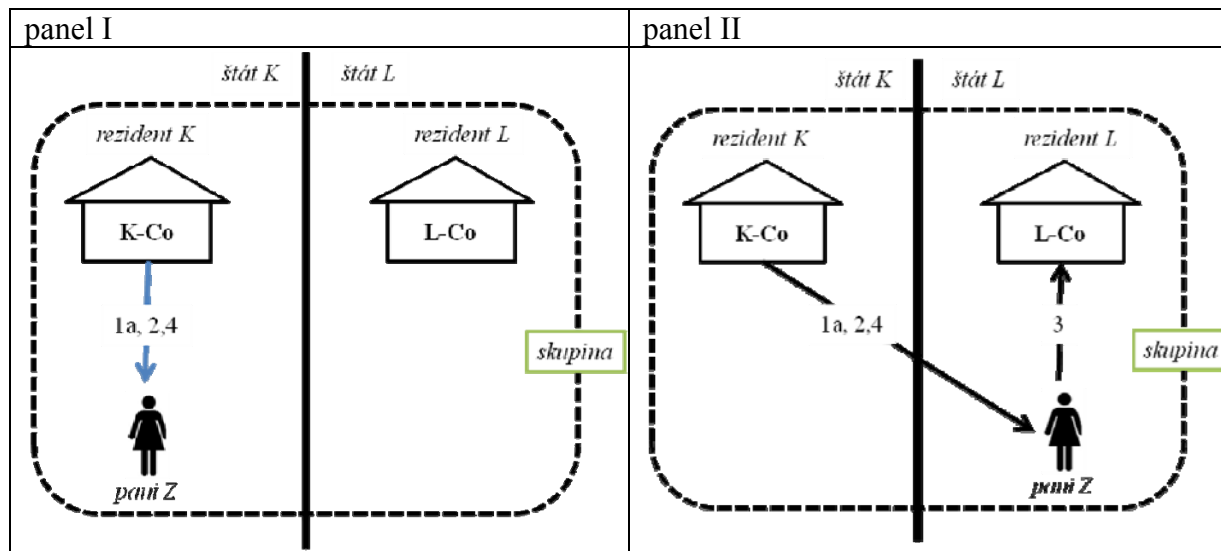 panel I
štát K
štát L
rezident K
rezident L
K-Co
L-Co
1a, 2,4
skupina
pani Z
panel II
štát K
štát L
rezident K
rezident L
K-Co
L-Co
1a, 2,4
3
skupina
pani Z